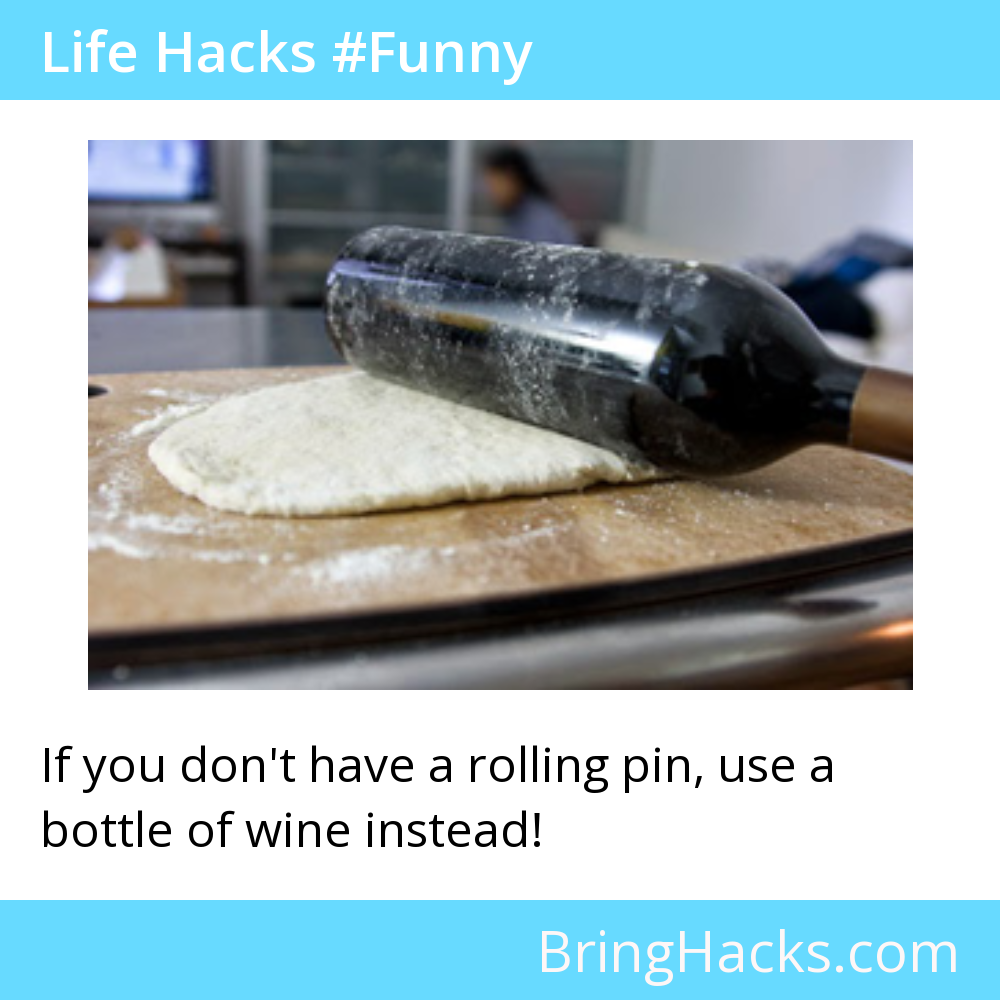 Life Hacks #Funny
If you don't have a rolling pin, use a
bottle of wine instead!
BringHacks.com